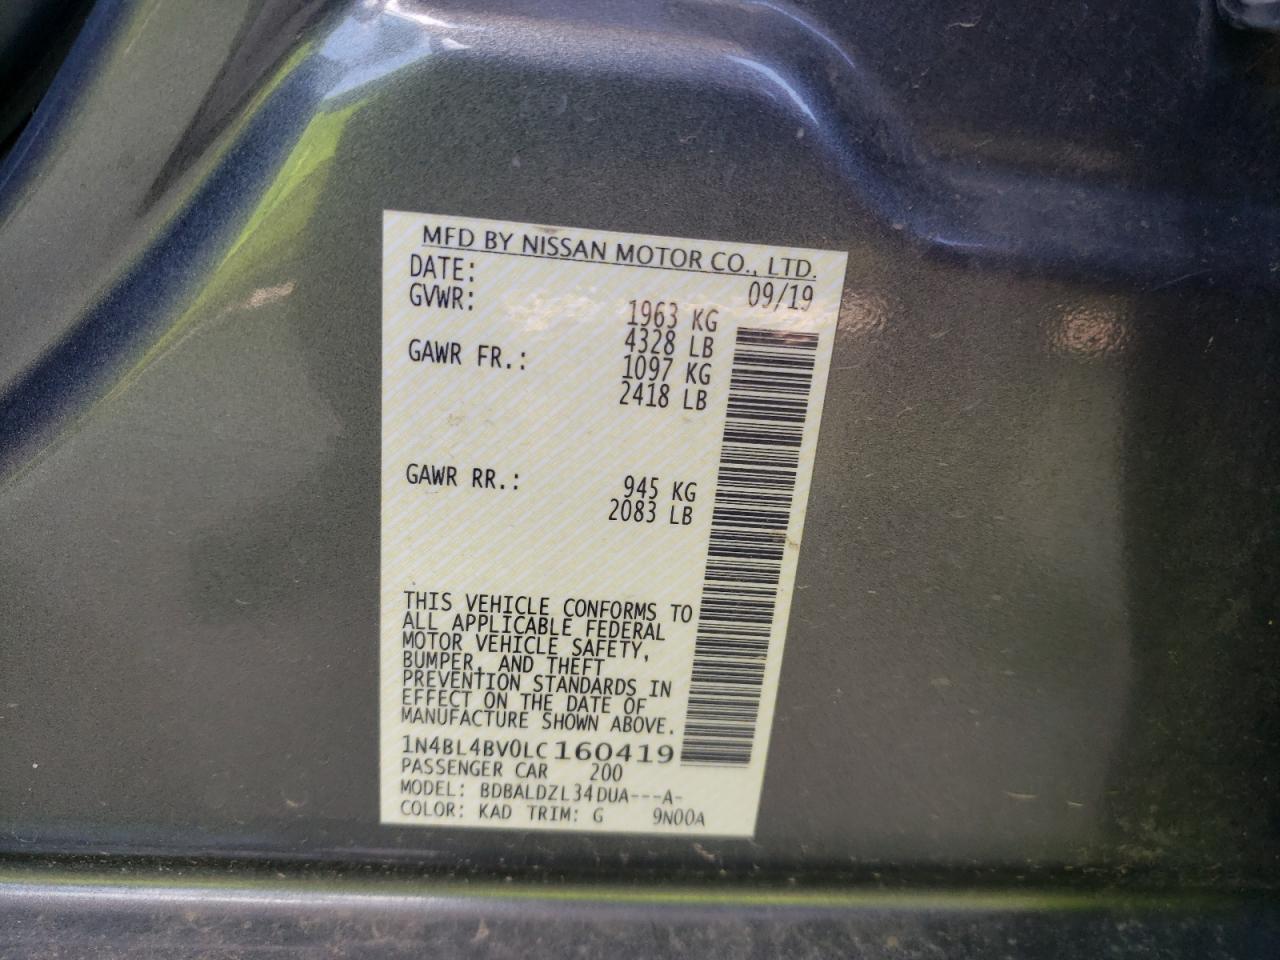 MFD BY NISSAN MOTOR CO., LTD.
DATE: 09/19
GVWR: 1963 KG
4328 LB
GAWR FR.: 1097 KG
2418 LB
GAWR RR.: 945 KG
2083 LB
THIS VEHICLE CONFORMS TO
ALL APPLICABLE FEDERAL
MOTOR VEHICLE SAFETY,
BUMPER, AND THEFT
PREVENTION STANDARDS IN
EFFECT ON THE DATE OF
MANUFACTURE SHOWN ABOVE.
1N4BL4BV0LC160419
PASSENGER CAR 200
MODEL: BDBALDZL34DUA---A-
COLOR: KAD TRIM: G 9N00A